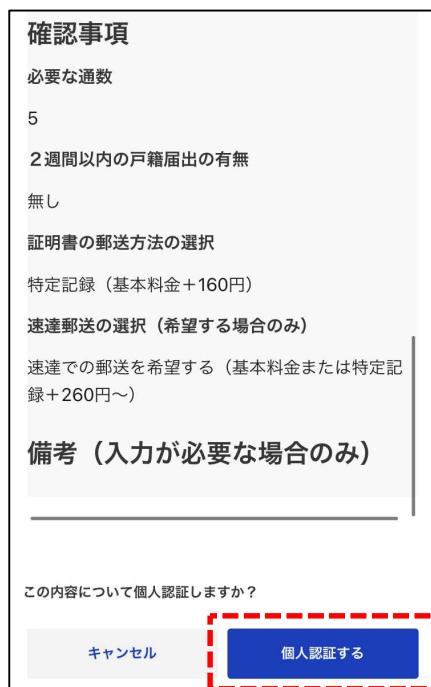 確認事項
必要な通数
5
２週間以内の戸籍届出の有無
無し
証明書の郵送方法の選択
特定記録（基本料金＋160円）
速達郵送の選択（希望する場合のみ）
速達での郵送を希望する（基本料金または特定記
録＋260円〜）
備考（入力が必要な場合のみ）
この内容について個人認証しますか？
キャンセル
個人認証する